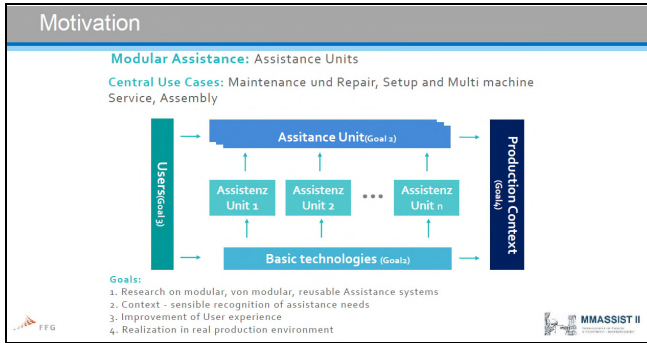 Motivation
Modular Assistance: Assistance Units
Central Use Cases: Maintenance und Repair, Setup and Multi machine
Service, Assembly
Users(Goal 3)
Assitance Unit(Goal 2)
Production Context
(Goal4)
Assistenz
Unit 1
Assistenz
Unit 2
Assistenz
Unit n
Basic technologies (Goal2)
Goals:
1. Research on modular, von modular, reusable Assistance systems
2. Context - sensible recognition of assistance needs
3. Improvement of User experience
4. Realization in real production environment
FFG
MMASSIST II